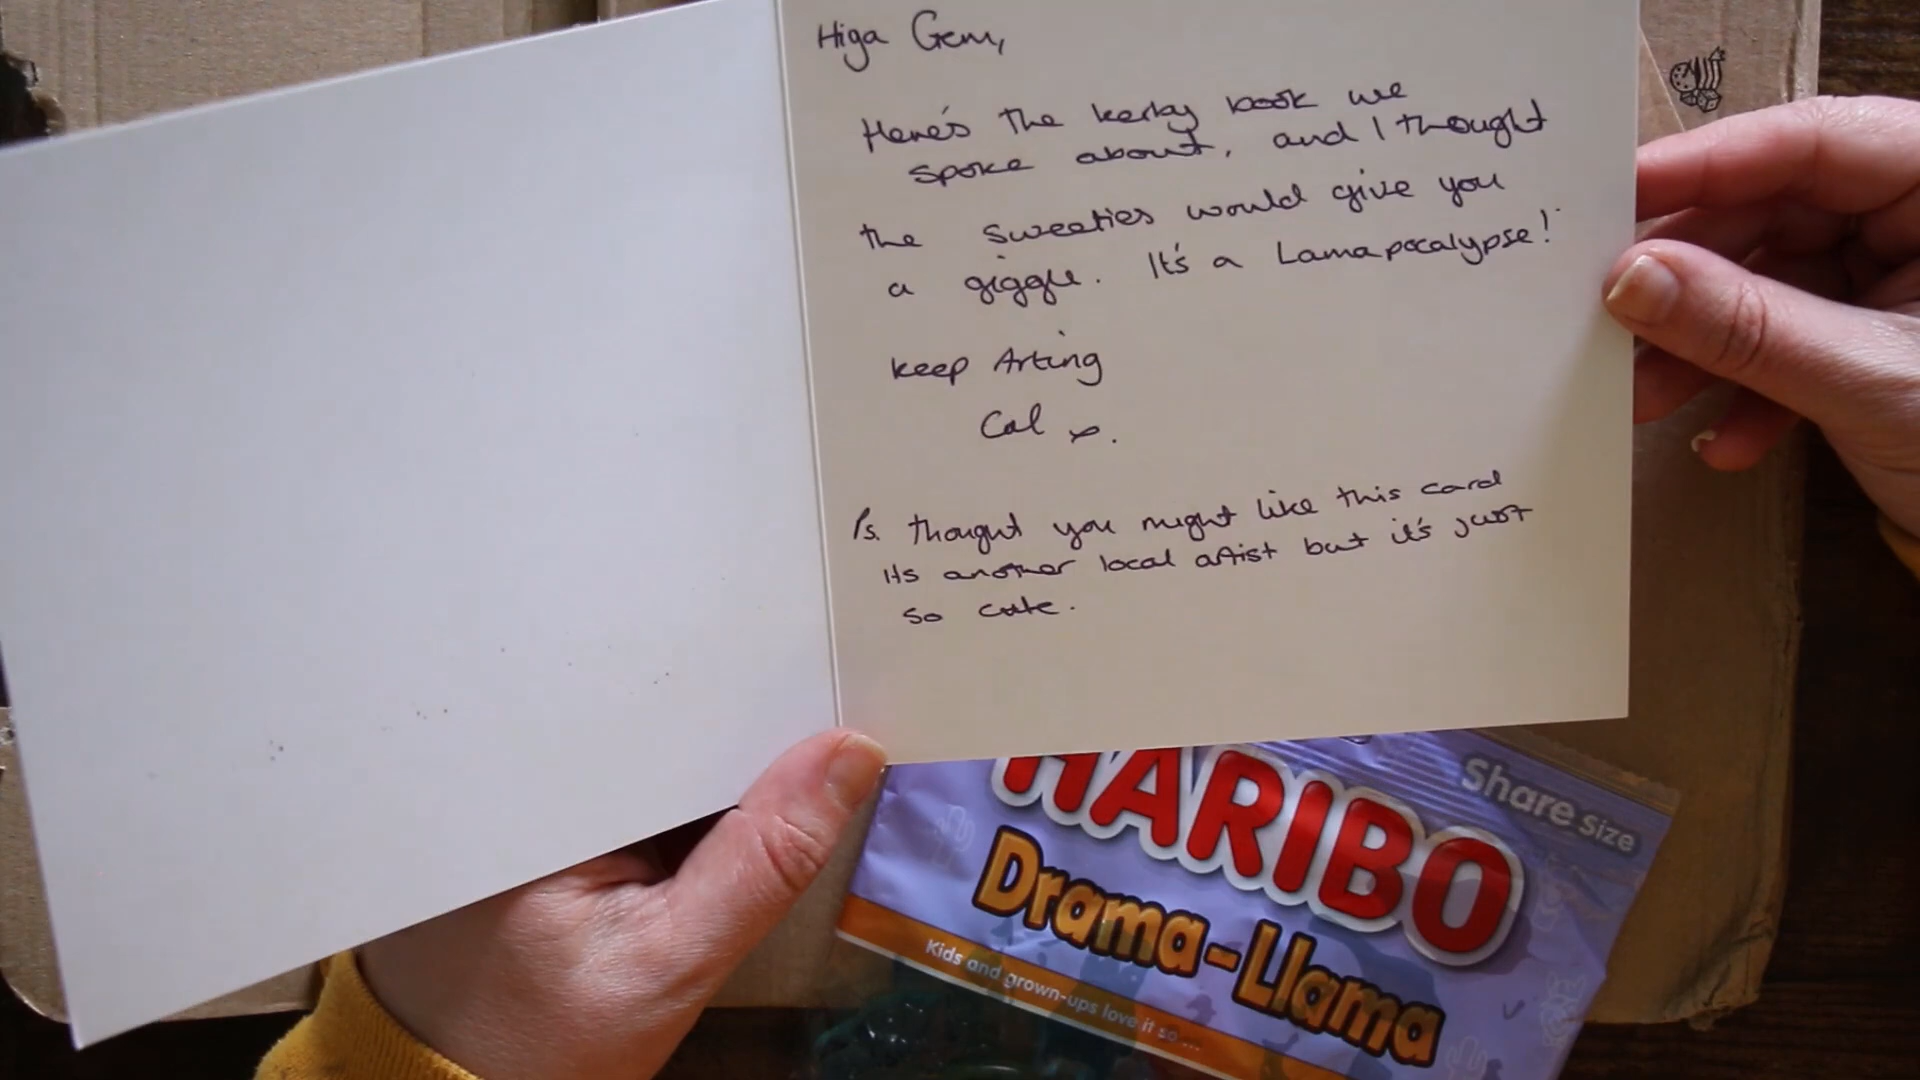 Higa Gem,
Here's the kerby book we
spoke about, and I thought
the sweeties would give you
a giggle. It's a Lamapocalypse!
keep Arting
Cal x.
Ps. thought you might like this card
its another local artist but it's just
so cute.
HARIBO
Share size
Drama-Llama
Kids and grown-ups love it so ...